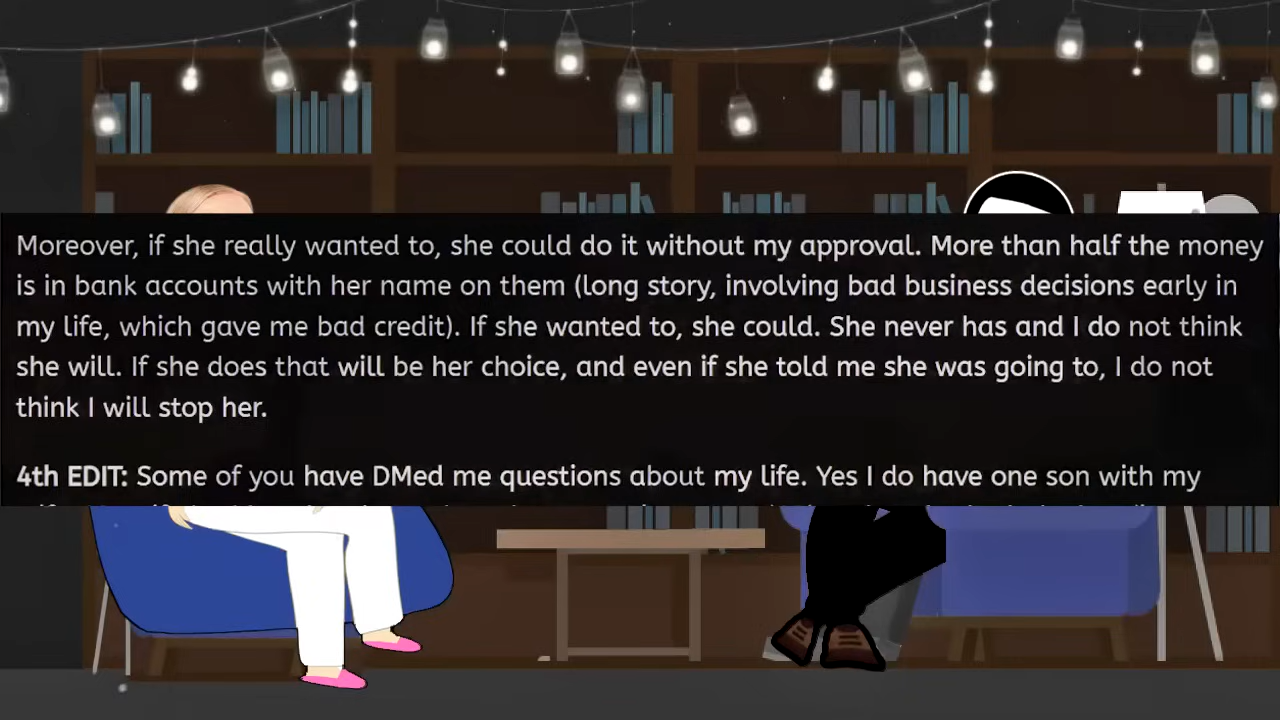 Moreover, if she really wanted to, she could do it without my approval. More than half the money
is in bank accounts with her name on them (long story, involving bad business decisions early in
my life, which gave me bad credit). If she wanted to, she could. She never has and I do not think
she will. If she does that will be her choice, and even if she told me she was going to, I do not
think I will stop her.
4th EDIT: Some of you have DMed me questions about my life. Yes I do have one son with my